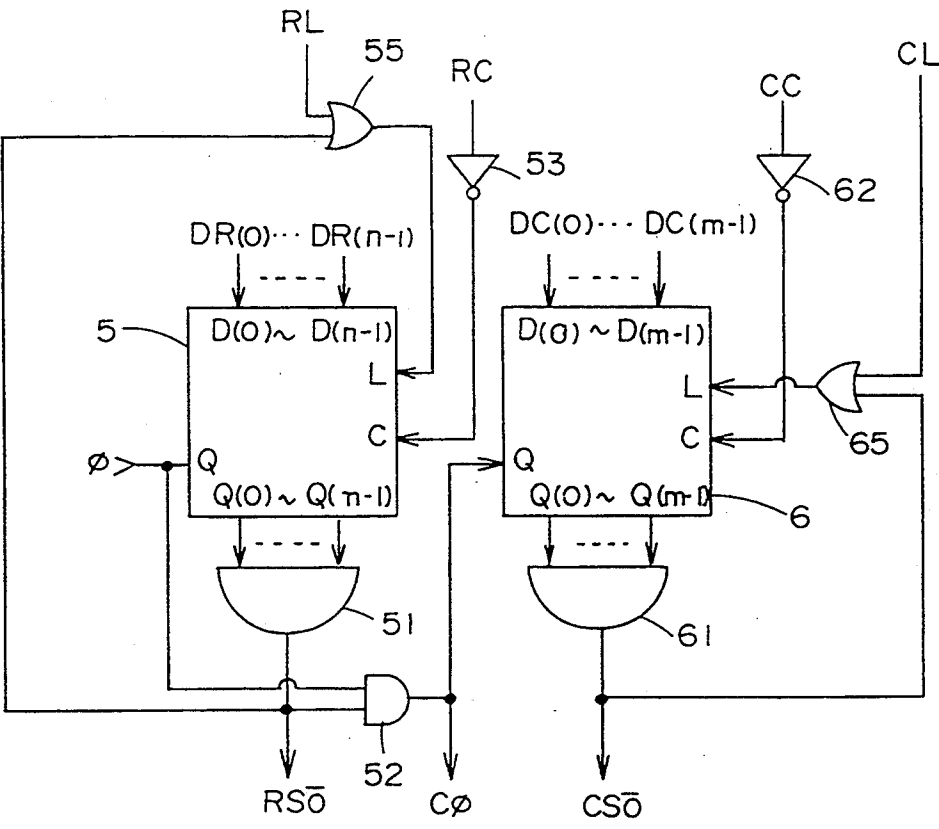 RL
55
RC
CC
CL
53
62
DR(0)··· DR(n-1)
DC(0)··· DC(m-1)
5
D(0)~ D(n-1)
D(0) ~ D(m-1)
L
L
65
C
C
φ
Q
Q
Q(0)~ Q(n-1)
Q(0)~ Q(m-1)
6
51
61
52
RSō
Cφ
CSō